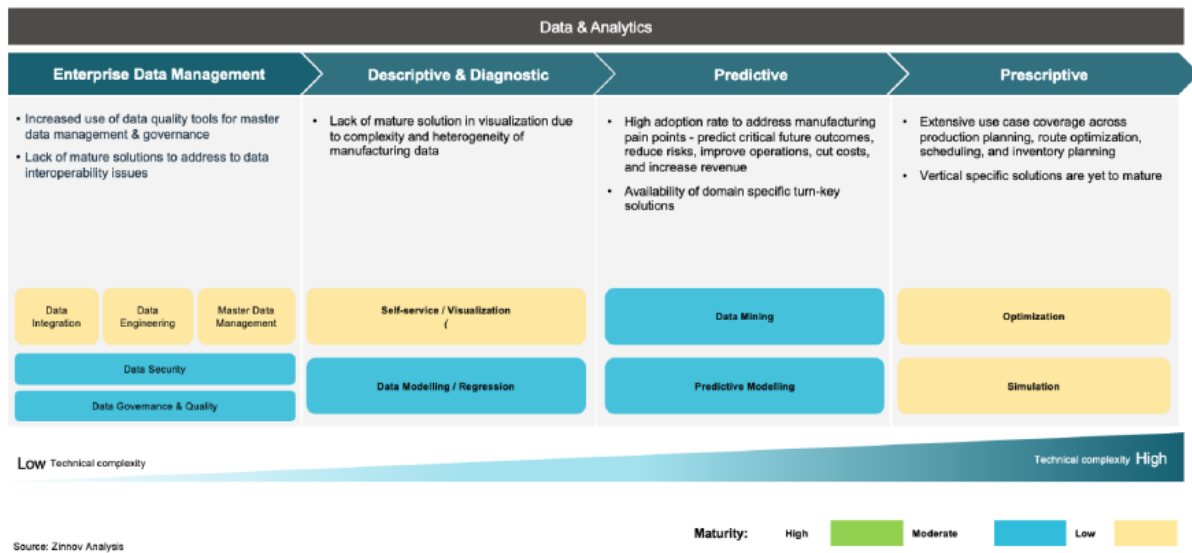 Data & Analytics
Enterprise Data Management
Descriptive & Diagnostic
Predictive
Prescriptive
• Increased use of data quality tools for master
data management & governance
• Lack of mature solutions to address to data
interoperability issues
• Lack of mature solution in visualization due
to complexity and heterogeneity of
manufacturing data
• High adoption rate to address manufacturing
pain points - predict critical future outcomes,
reduce risks, improve operations, cut costs,
and increase revenue
• Availability of domain specific turn-key
solutions
• Extensive use case coverage across
production planning, route optimization,
scheduling, and inventory planning
• Vertical specific solutions are yet to mature
Data
Integration
Data
Engineering
Master Data
Management
Data Security
Data Governance & Quality
Self-service / Visualization
(
Data Modelling / Regression
Data Mining
Predictive Modelling
Optimization
Simulation
Low Technical complexity
Technical complexity High
Maturity: High Moderate Low
Source: Zinnov Analysis